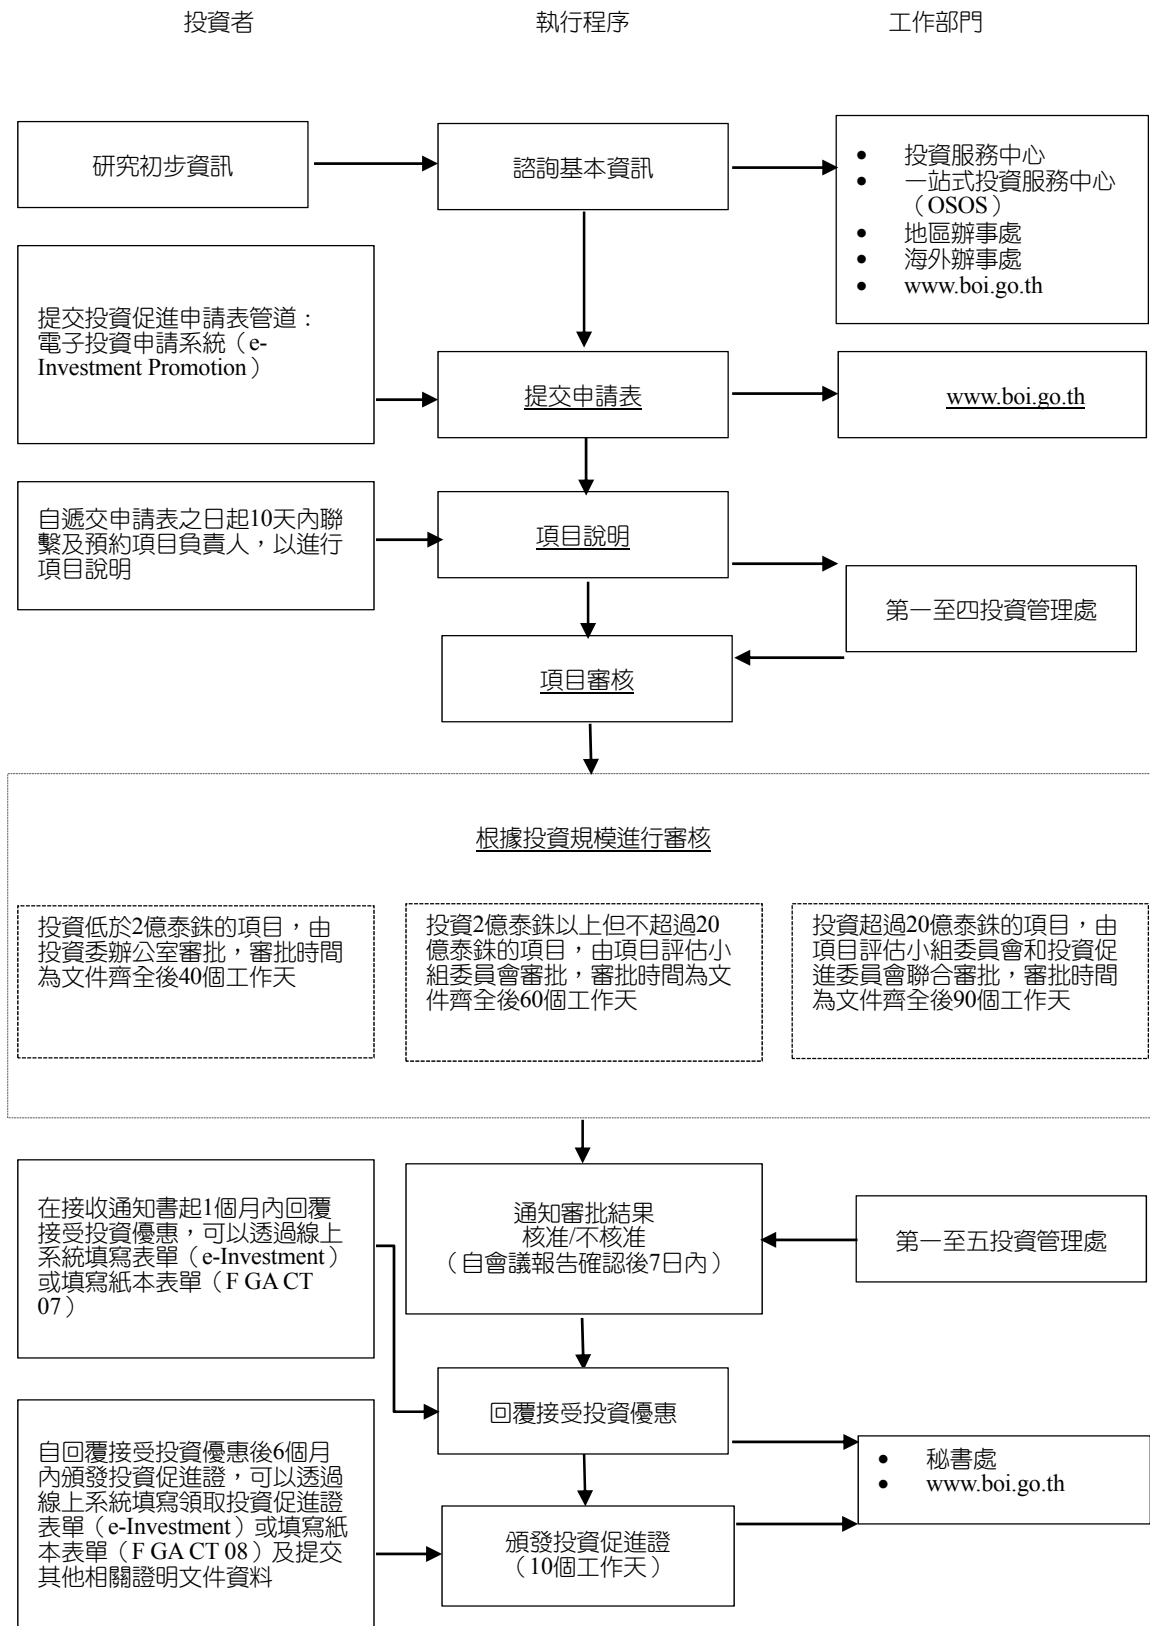 投資者
執行程序
工作部門
研究初步資訊
諮詢基本資訊
• 投資服務中心
• 一站式投資服務中心
（OSOS）
• 地區辦事處
• 海外辦事處
• www.boi.go.th
提交投資促進申請表管道：
電子投資申請系統（e-
Investment Promotion）
提交申請表
www.boi.go.th
自遞交申請表之日起10天內聯
繫及預約項目負責人，以進行
項目說明
項目說明
第一至四投資管理處
項目審核
根據投資規模進行審核
投資低於2億泰銖的項目，由
投資委辦公室審批，審批時間
為文件齊全後40個工作天
投資2億泰銖以上但不超過20
億泰銖的項目，由項目評估小
組委員會審批，審批時間為文
件齊全後60個工作天
投資超過20億泰銖的項目，由
項目評估小組委員會和投資促
進委員會聯合審批，審批時間
為文件齊全後90個工作天
在接收通知書起1個月內回覆
接受投資優惠，可以透過線上
系統填寫表單（e-Investment）
或填寫紙本表單（F GA CT
07）
通知審批結果
核准/不核准
（自會議報告確認後7日內）
第一至五投資管理處
回覆接受投資優惠
自回覆接受投資優惠後6個月
內頒發投資促進證，可以透過
線上系統填寫領取投資促進證
表單（e-Investment）或填寫紙
本表單（F GA CT 08）及提交
其他相關證明文件資料
• 秘書處
• www.boi.go.th
頒發投資促進證
（10個工作天）